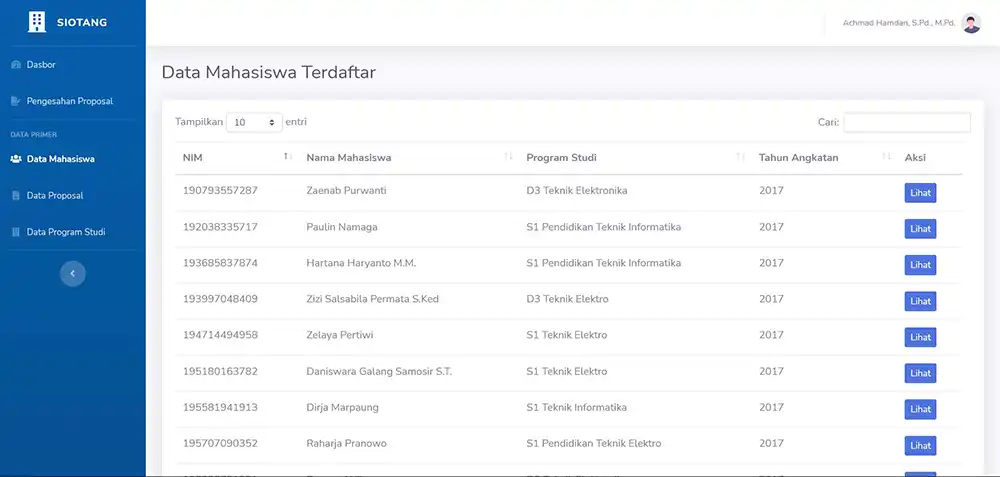 SIOTANG
Achmad Hamdan, S.Pd., M.Pd.
Dasbor
Pengesahan Proposal
DATA PRIMER
Data Mahasiswa
Data Proposal
Data Program Studi
Data Mahasiswa Terdaftar
Tampilkan 10 entri Cari:
NIM Nama Mahasiswa Program Studi Tahun Angkatan Aksi
190793557287 Zaenab Purwanti D3 Teknik Elektronika 2017 Lihat
192038335717 Paulin Namaga S1 Pendidikan Teknik Informatika 2017 Lihat
193685837874 Hartana Haryanto M.M. S1 Pendidikan Teknik Informatika 2017 Lihat
193997048409 Zizi Salsabila Permata S.Ked D3 Teknik Elektro 2017 Lihat
194714494958 Zelaya Pertiwi S1 Teknik Elektro 2017 Lihat
195180163782 Daniswara Galang Samosir S.T. S1 Teknik Elektro 2017 Lihat
195581941913 Dirja Marpaung S1 Teknik Informatika 2017 Lihat
195707090352 Raharja Pranowo S1 Pendidikan Teknik Elektro 2017 Lihat